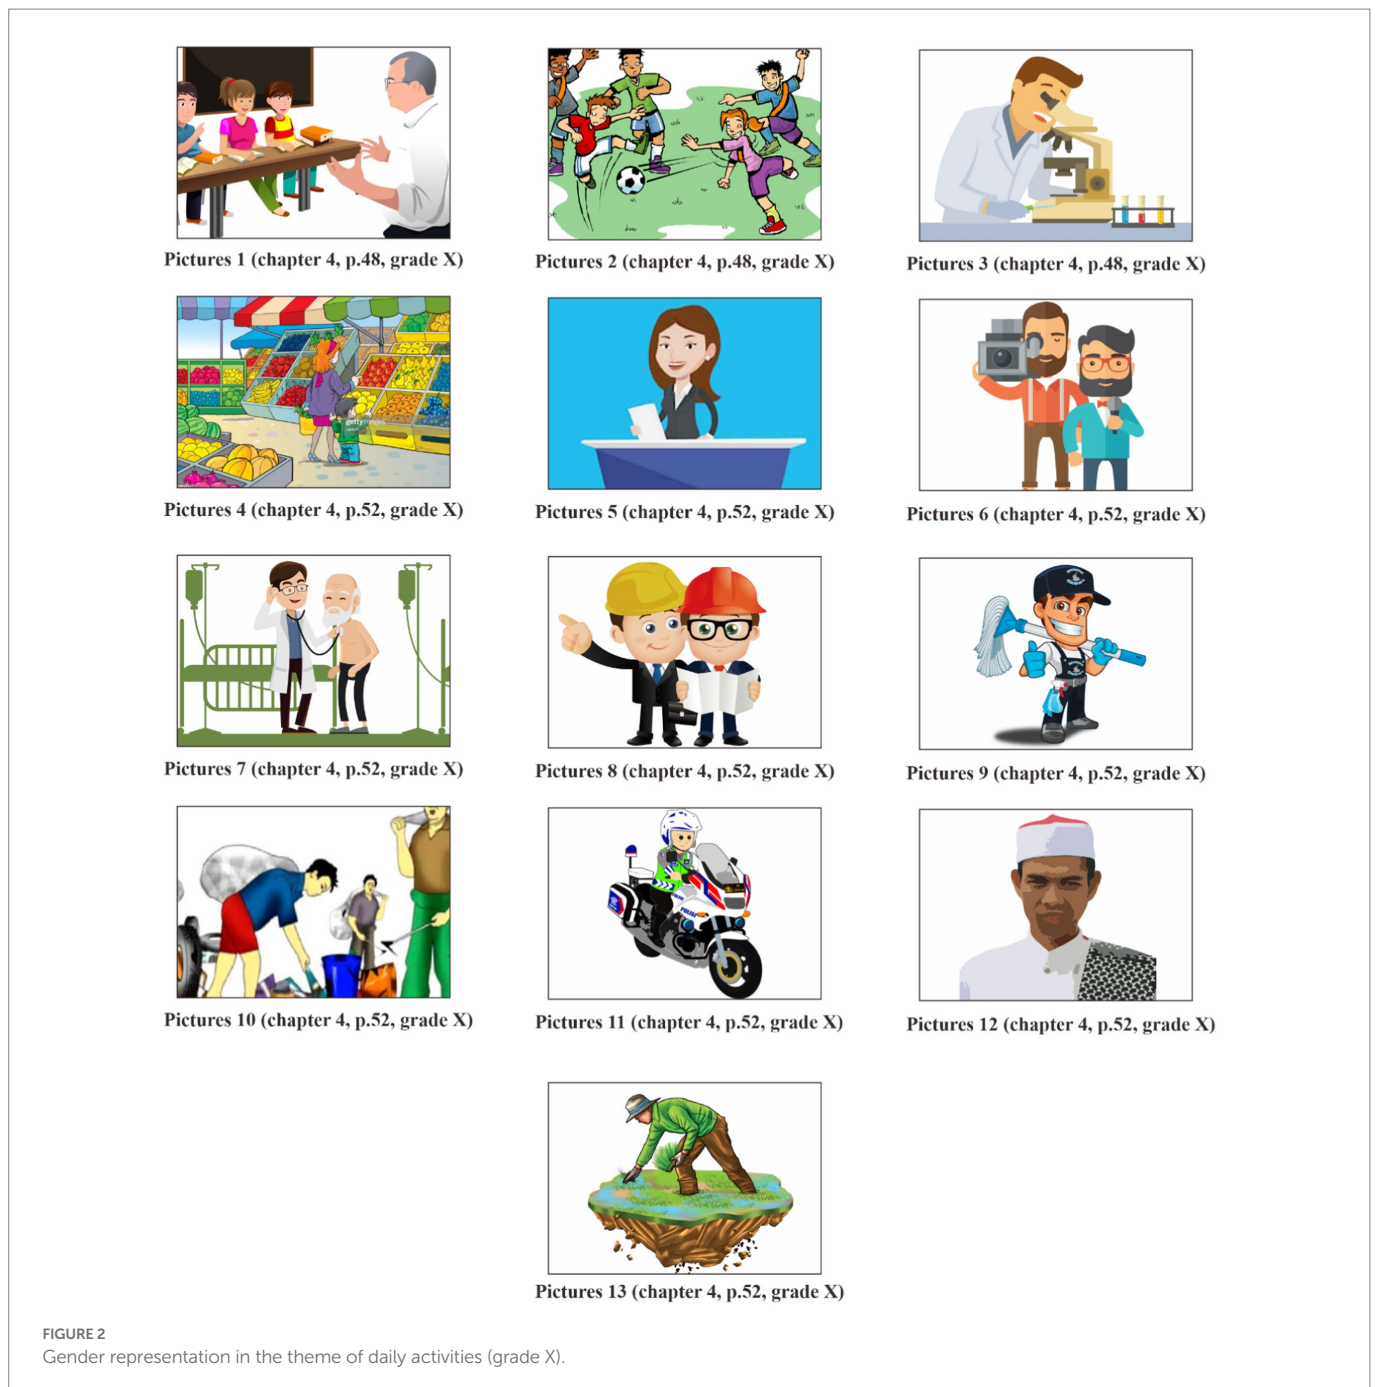 Pictures 1 (chapter 4, p.48, grade X)
Pictures 2 (chapter 4, p.48, grade X)
Pictures 3 (chapter 4, p.48, grade X)
gettyimages
Pictures 4 (chapter 4, p.52, grade X)
Pictures 5 (chapter 4, p.52, grade X)
Pictures 6 (chapter 4, p.52, grade X)
Pictures 7 (chapter 4, p.52, grade X)
Pictures 8 (chapter 4, p.52, grade X)
Pictures 9 (chapter 4, p.52, grade X)
POLISI
Pictures 10 (chapter 4, p.52, grade X)
Pictures 11 (chapter 4, p.52, grade X)
Pictures 12 (chapter 4, p.52, grade X)
Pictures 13 (chapter 4, p.52, grade X)
FIGURE 2
Gender representation in the theme of daily activities (grade X).